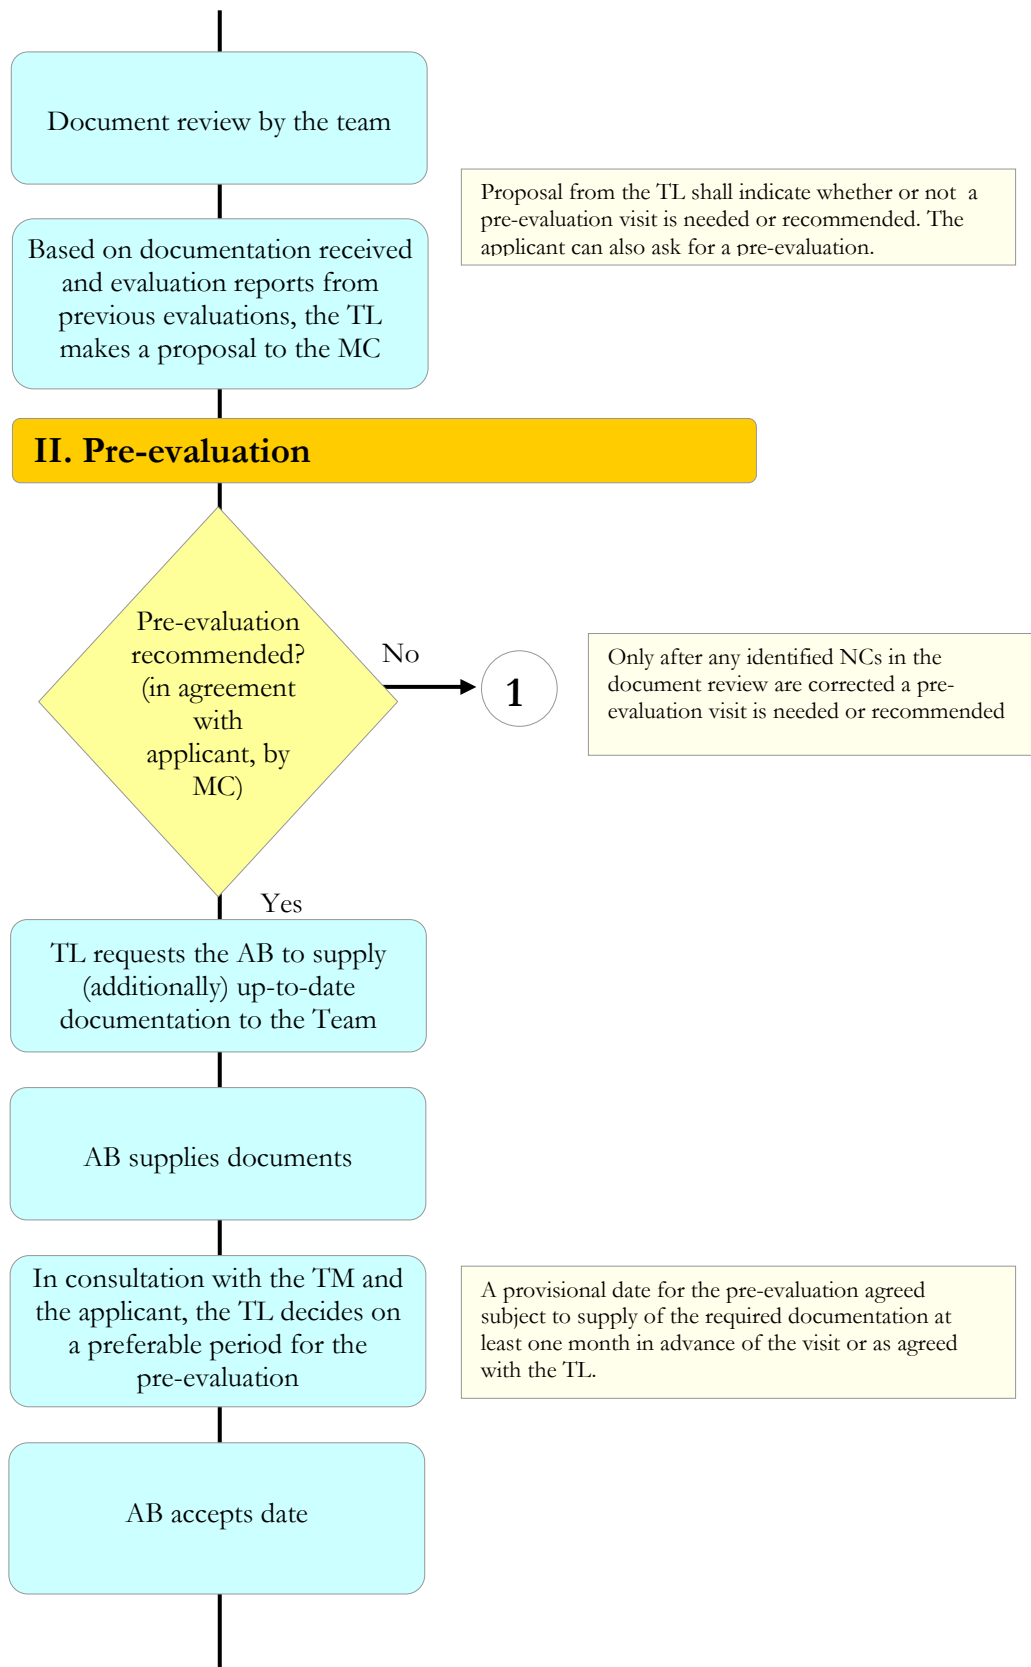 Document review by the team
Proposal from the TL shall indicate whether or not  a
pre-evaluation visit is needed or recommended. The
applicant can also ask for a pre-evaluation.
Based on documentation received
and evaluation reports from
previous evaluations, the TL
makes a proposal to the MC
II. Pre-evaluation
Pre-evaluation
recommended?
(in agreement
with
applicant, by
MC)
No
1
Only after any identified NCs in the
document review are corrected a pre-
evaluation visit is needed or recommended
Yes
TL requests the AB to supply
(additionally) up-to-date
documentation to the Team
AB supplies documents
In consultation with the TM and
the applicant, the TL decides on
a preferable period for the
pre-evaluation
A provisional date for the pre-evaluation agreed
subject to supply of the required documentation at
least one month in advance of the visit or as agreed
with the TL.
AB accepts date